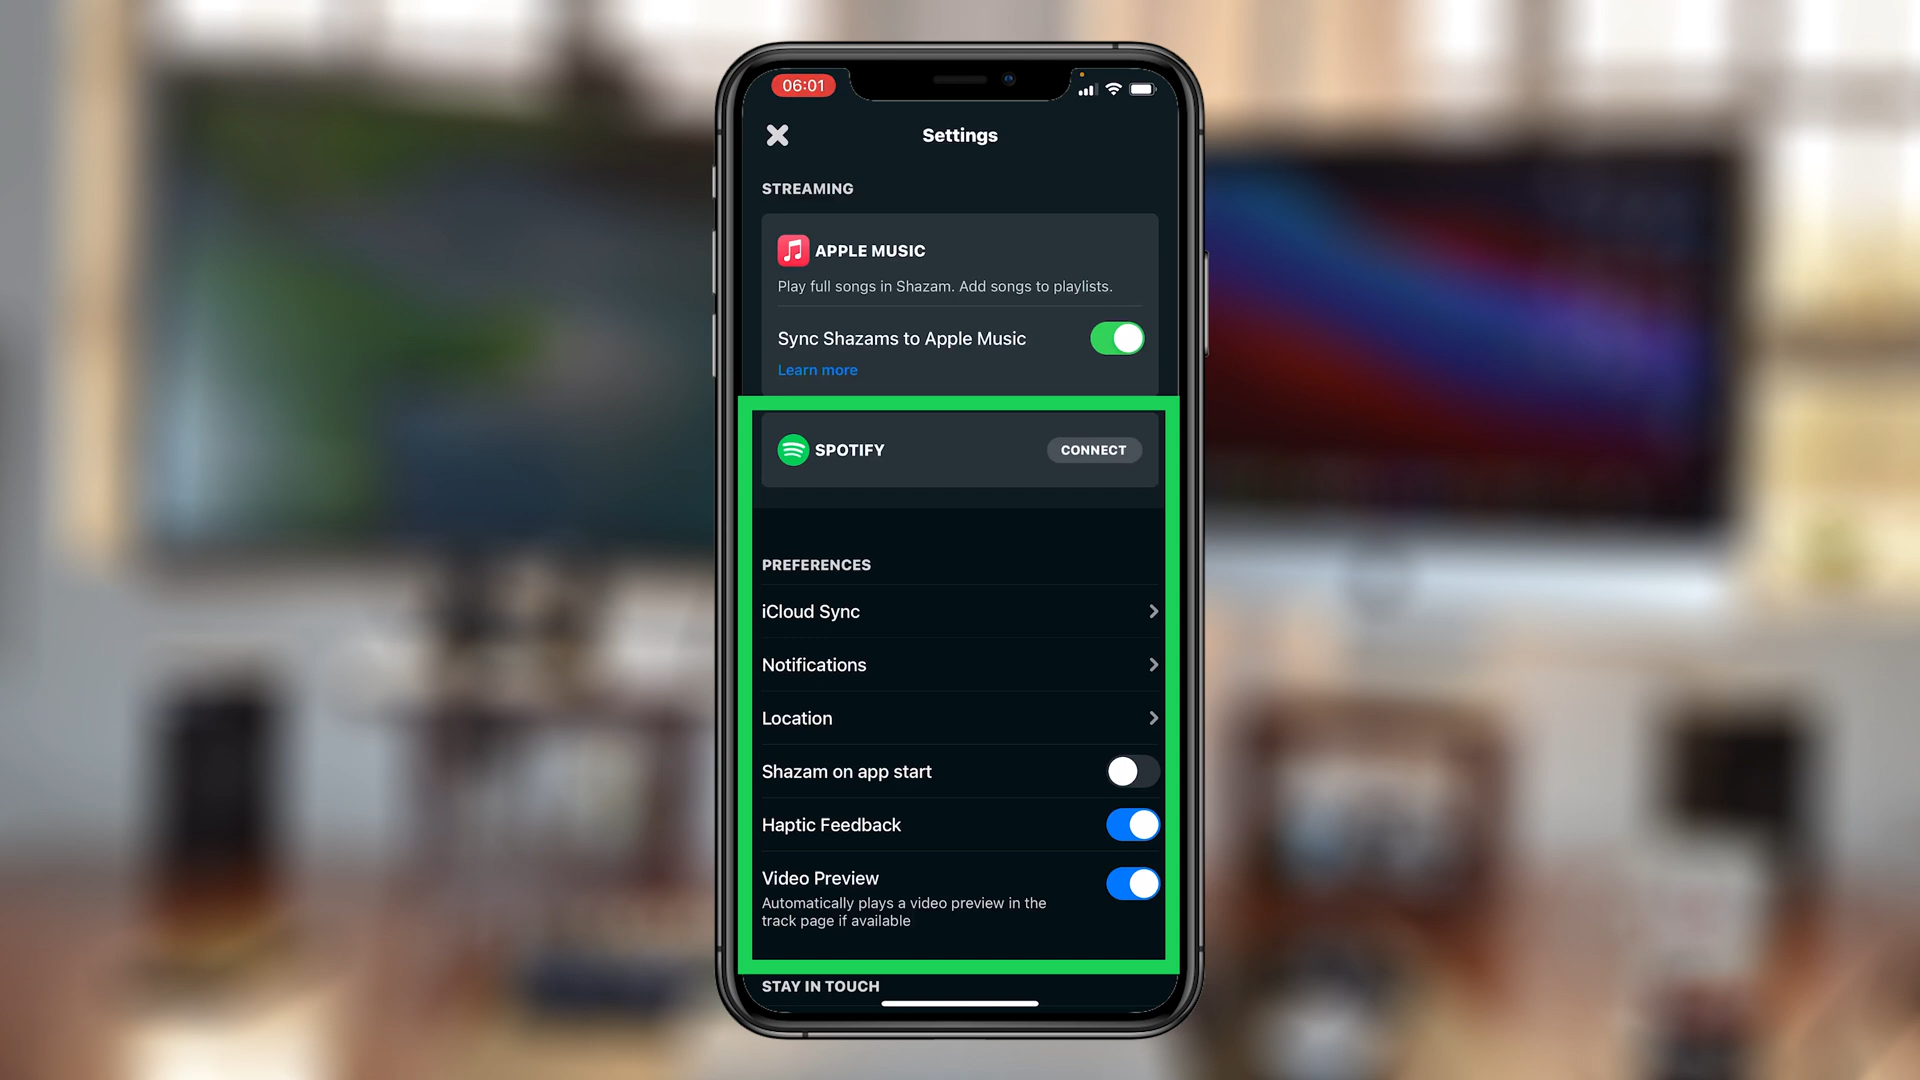 06:01
Settings
STREAMING
APPLE MUSIC
Play full songs in Shazam. Add songs to playlists.
Sync Shazams to Apple Music
Learn more
SPOTIFY
CONNECT
PREFERENCES
iCloud Sync
Notifications
Location
Shazam on app start
Haptic Feedback
Video Preview
Automatically plays a video preview in the
track page if available
STAY IN TOUCH